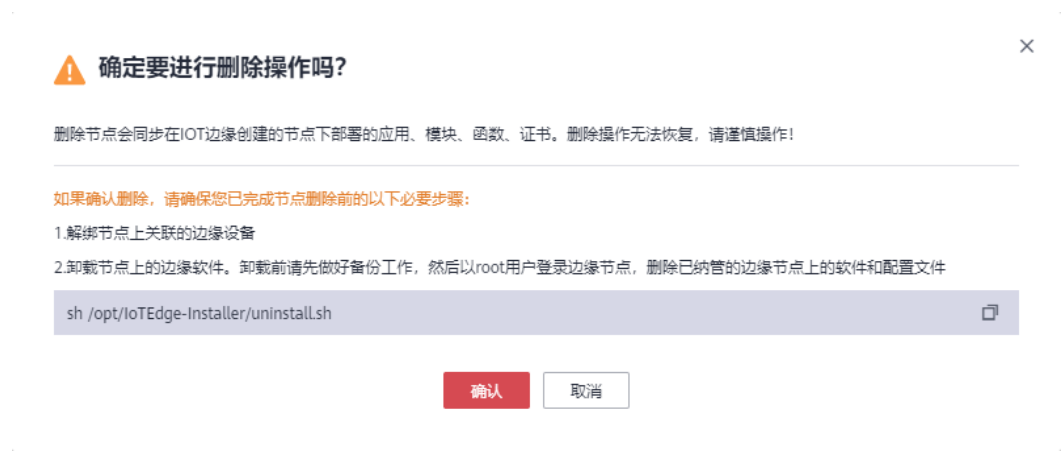 确定要进行删除操作吗?
删除节点会同步在IOT边缘创建的节点下部署的应用、模块、函数、证书。删除操作无法恢复，请谨慎操作!
如果确认删除，请确保您已完成节点删除前的以下必要步骤：
1.解绑节点上关联的边缘设备
2.卸载节点上的边缘软件。卸载前请先做好备份工作，然后以root用户登录边缘节点，删除已纳管的边缘节点上的软件和配置文件
sh /opt/IoTEdge-Installer/uninstall.sh
确认 取消